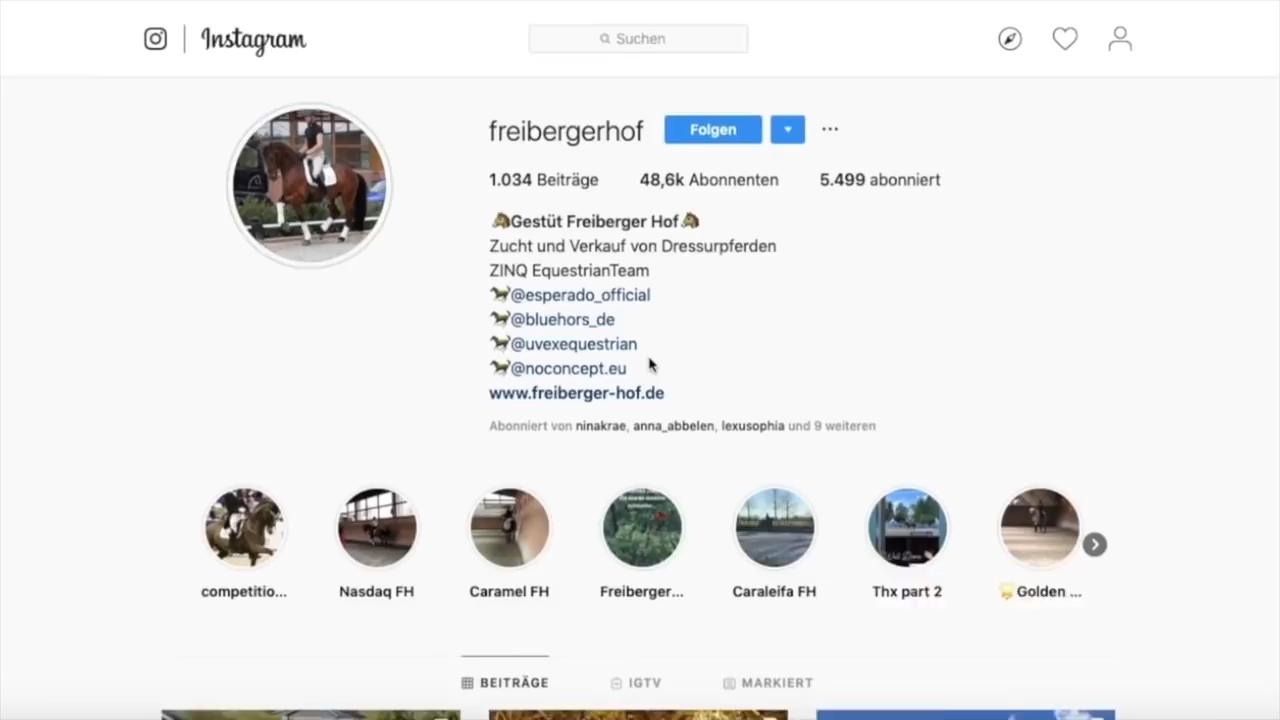 Instagram
Suchen
freibergerhof
Folgen
1.034 Beiträge 48,6k Abonnenten 5.499 abonniert
Gestüt Freiberger Hof
Zucht und Verkauf von Dressurpferden
ZINQ EquestrianTeam
@esperado_official
@bluehors_de
@uvexequestrian
@noconcept.eu
www.freiberger-hof.de
Abonniert von ninakrae, anna_abbelen, lexusophia und 9 weiteren
competitio... Nasdaq FH Caramel FH Freiberger... Caraleifa FH Thx part 2 Golden ...
BEITRÄGE IGTV MARKIERT